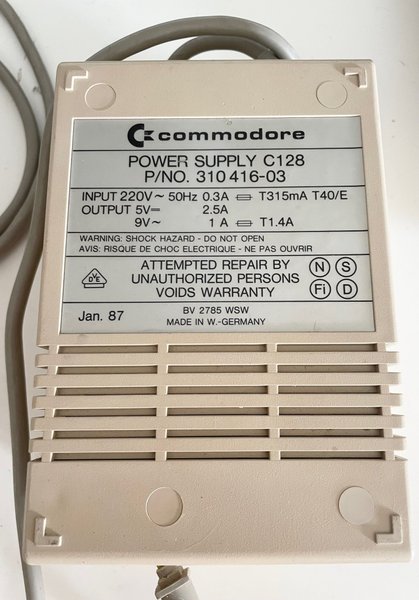 commodore
POWER SUPPLY C128
P/NO. 310 416-03
INPUT 220V~ 50Hz 0.3A T315mA T40/E
OUTPUT 5V⎓ 2.5A
9V~ 1 A T1.4A
WARNING: SHOCK HAZARD - DO NOT OPEN
AVIS: RISQUE DE CHOC ELECTRIQUE - NE PAS OUVRIR
ATTEMPTED REPAIR BY N S
UNAUTHORIZED PERSONS
VOIDS WARRANTY Fi D
Jan. 87 BV 2785 WSW
MADE IN W.-GERMANY